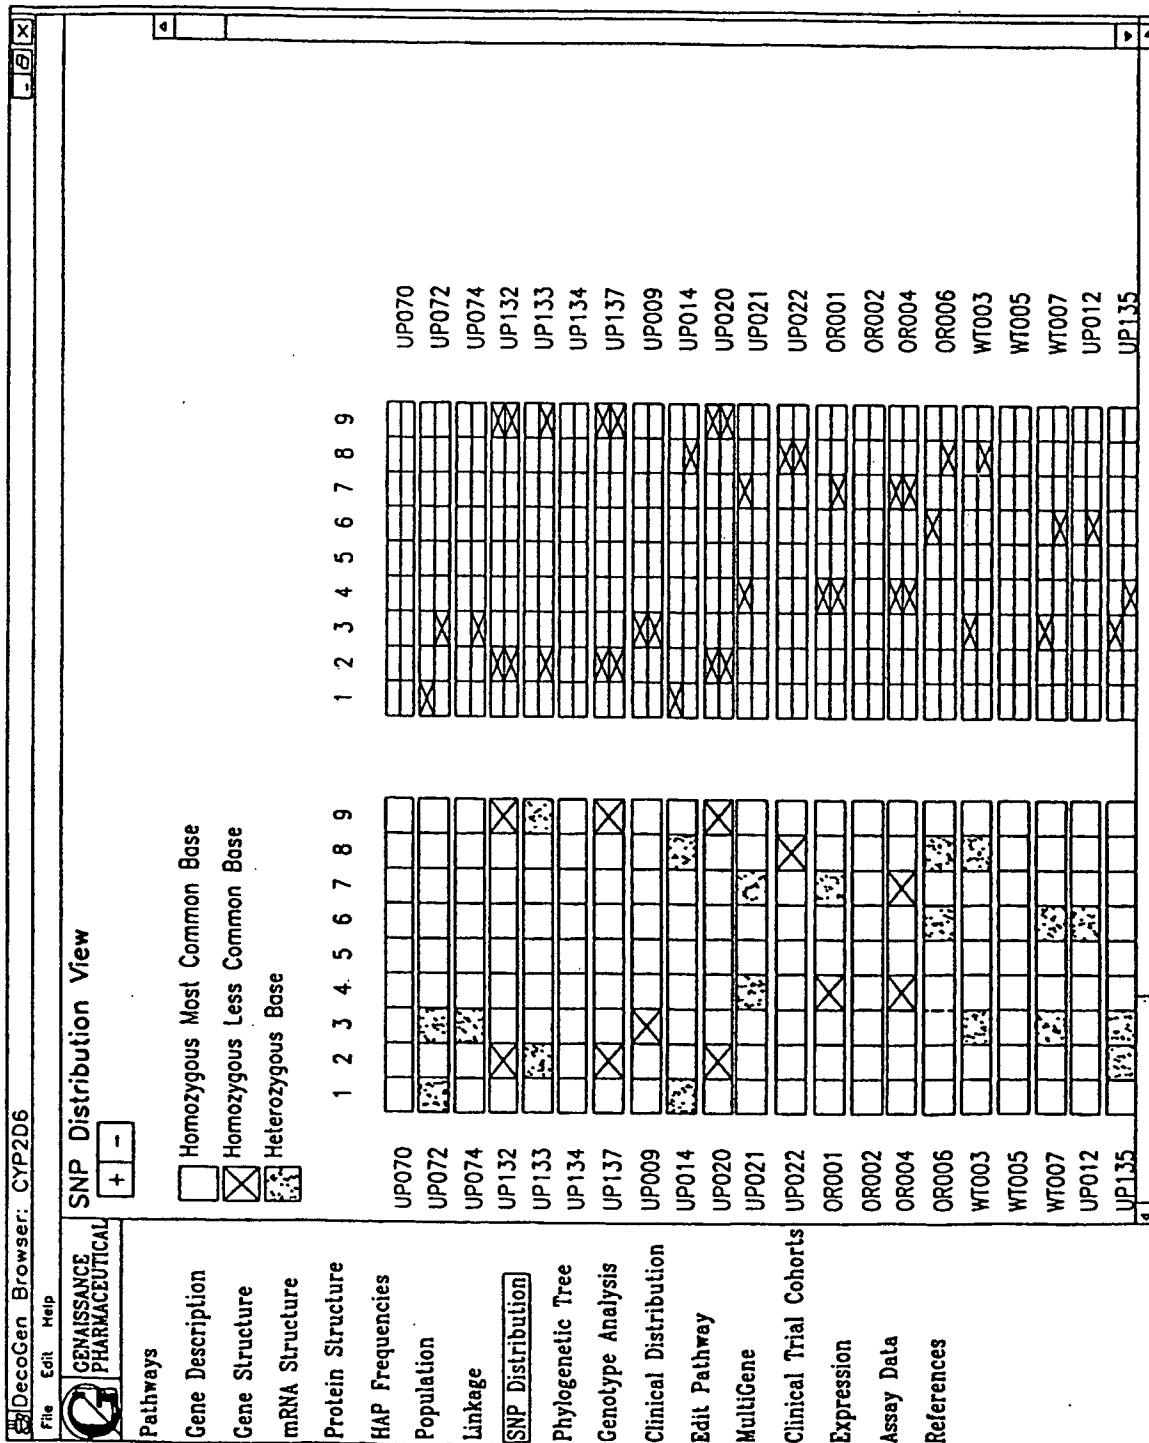 DecoGen Browser: CYP2D6
File Edit Help
GENAISSANCE
PHARMACEUTICAL
SNP Distribution View
+ -
Pathways
Gene Description
Gene Structure
mRNA Structure
Protein Structure
HAP Frequencies
Population
Linkage
SNP Distribution
Phylogenetic Tree
Genotype Analysis
Clinical Distribution
Edit Pathway
MultiGene
Clinical Trial Cohorts
Expression
Assay Data
References
Homozygous Most Common Base
Homozygous Less Common Base
Heterozygous Base
1 2 3 4 5 6 7 8 9 1 2 3 4 5 6 7 8 9
UP070 UP070
UP072 UP072
UP074 UP074
UP132 UP132
UP133 UP133
UP134 UP134
UP137 UP137
UP009 UP009
UP014 UP014
UP020 UP020
UP021 UP021
UP022 UP022
OR001 OR001
OR002 OR002
OR004 OR004
OR006 OR006
WT003 WT003
WT005 WT005
WT007 WT007
UP012 UP012
UP135 UP135